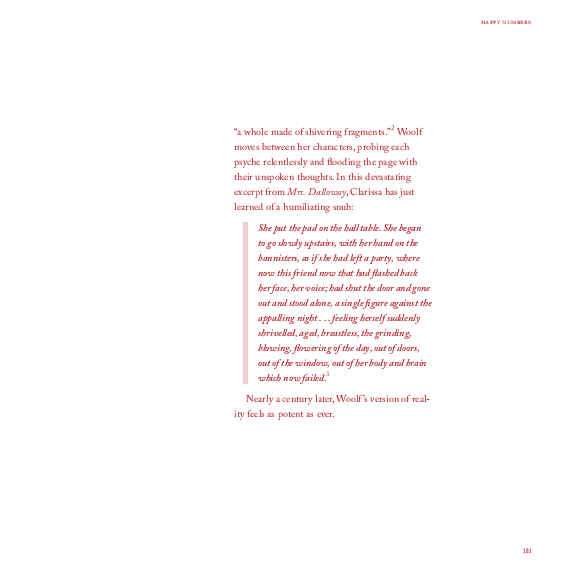 HAPPY NUMBERS
“a whole made of shivering fragments.”2 Woolf
moves between her characters, probing each
psyche relentlessly and flooding the page with
their unspoken thoughts. In this devastating
excerpt from Mrs. Dalloway, Clarissa has just
learned of a humiliating snub:
She put the pad on the hall table. She began
to go slowly upstairs, with her hand on the
bannisters, as if she had left a party, where
now this friend now that had flashed back
her face, her voice; had shut the door and gone
out and stood alone, a single figure against the
appalling night . . . feeling herself suddenly
shrivelled, aged, breastless, the grinding,
blowing, flowering of the day, out of doors,
out of the window, out of her body and brain
which now failed.3
Nearly a century later, Woolf’s version of real-
ity feels as potent as ever.
181